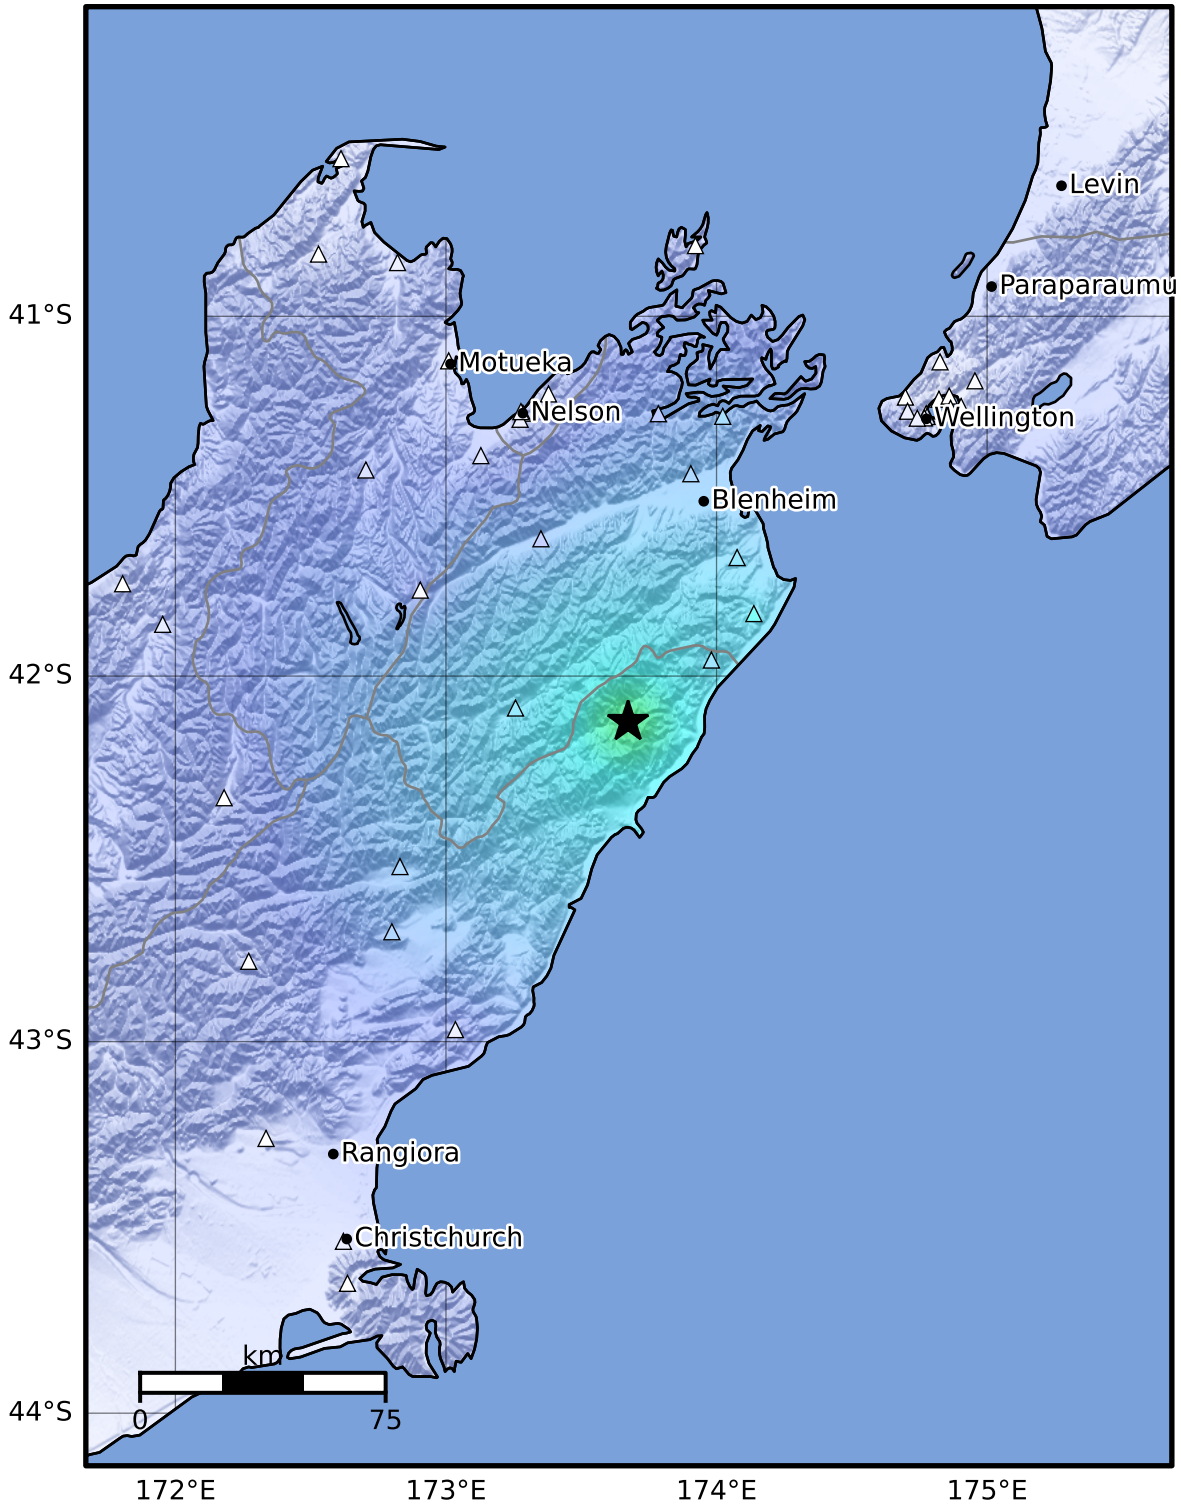 Levin
Paraparaumu
41°S
Motueka
Nelson
Wellington
Blenheim
42°S
43°S
Rangiora
Christchurch
km
0
75
44°S
172°E
173°E
174°E
175°E